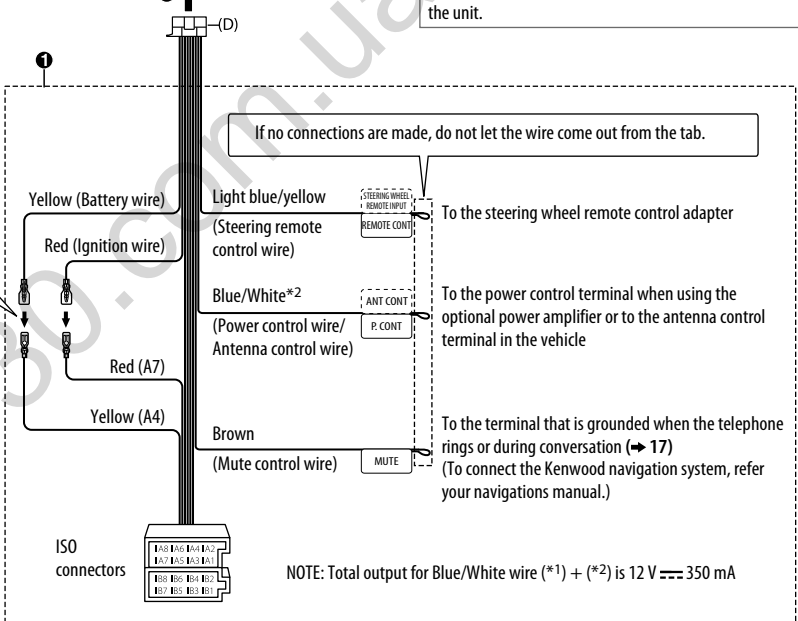 the unit.
(D)
1
If no connections are made, do not let the wire come out from the tab.
Yellow (Battery wire)
Light blue/yellow
(Steering remote
control wire)
STEERING WHEEL
REMOTE INPUT
REMOTE CONT
To the steering wheel remote control adapter
Red (Ignition wire)
Blue/White*2
(Power control wire/
Antenna control wire)
ANT CONT
P. CONT
To the power control terminal when using the
optional power amplifier or to the antenna control
terminal in the vehicle
Red (A7)
Yellow (A4)
Brown
(Mute control wire)
MUTE
To the terminal that is grounded when the telephone
rings or during conversation (➜ 17)
(To connect the Kenwood navigation system, refer
your navigations manual.)
ISO
connectors
A8 A6 A4 A2
A7 A5 A3 A1
B8 B6 B4 B2
B7 B5 B3 B1
NOTE: Total output for Blue/White wire (*1) + (*2) is 12 V ⎓ 350 mA
30.com.ua